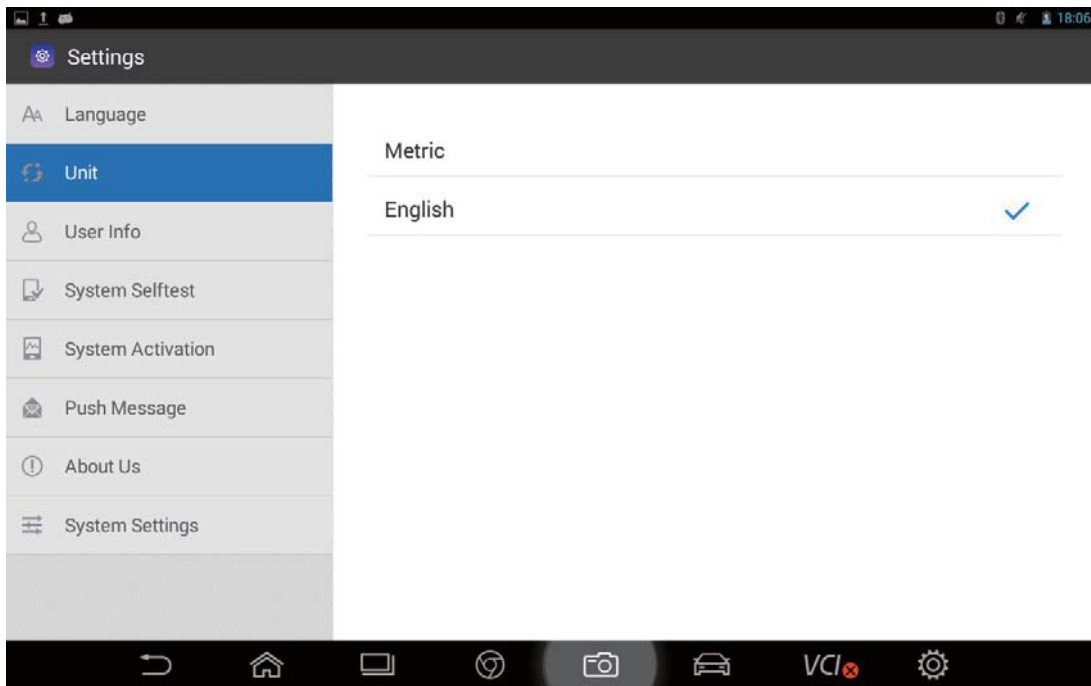 18:06
Settings
Language
Unit
User Info
System Selftest
System Activation
Push Message
About Us
System Settings
Metric
English
VCI